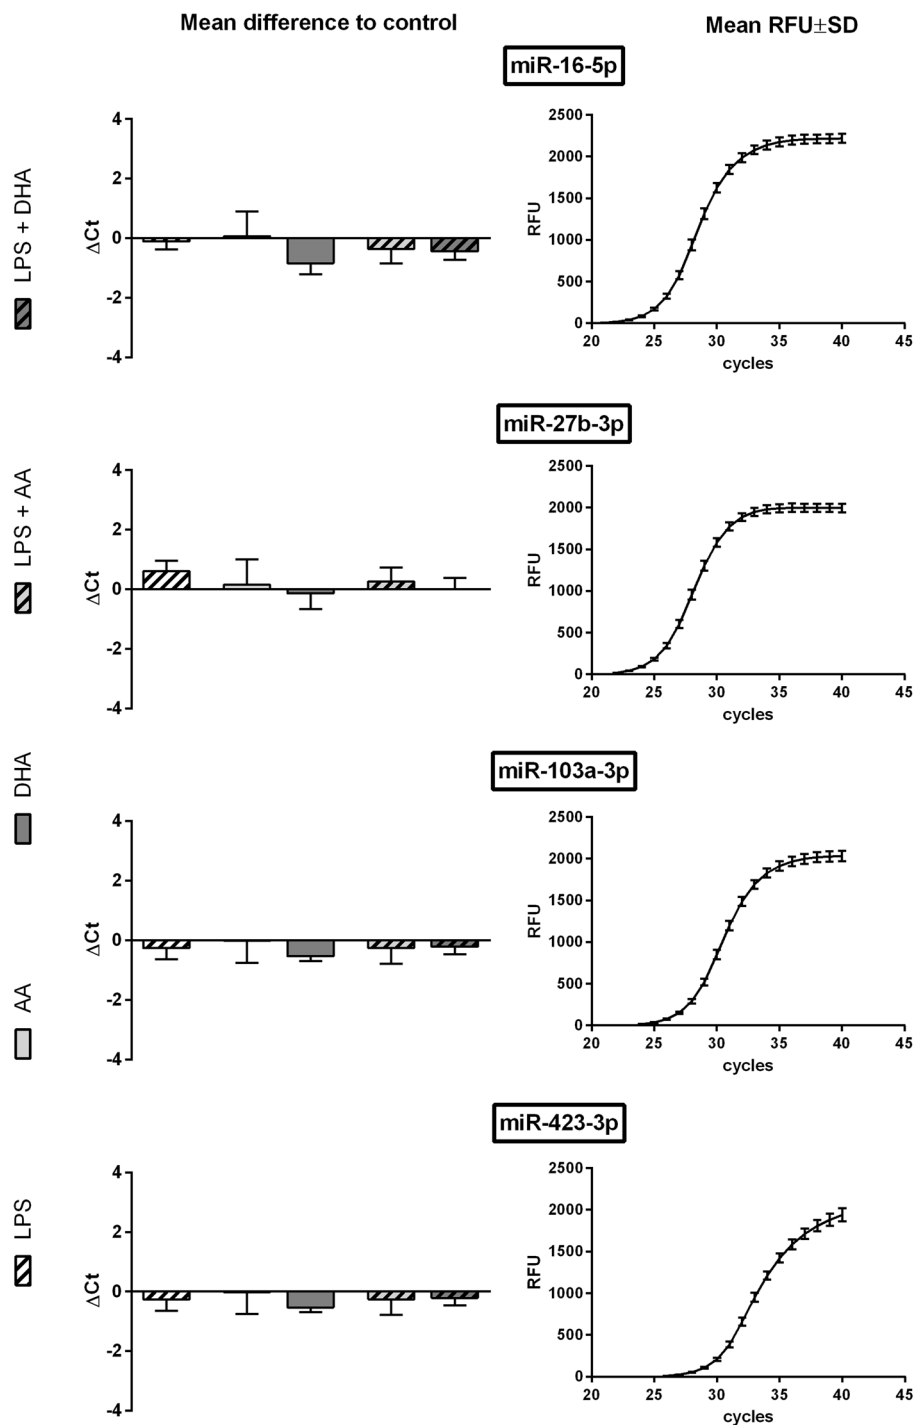 Mean difference to control
Mean RFU±SD
miR-16-5p
4
2
0
-2
-4
ΔCt
2500
2000
1500
1000
500
0
RFU
20 25 30 35 40 45
cycles
miR-27b-3p
4
2
0
-2
-4
ΔCt
2500
2000
1500
1000
500
0
RFU
20 25 30 35 40 45
cycles
miR-103a-3p
4
2
0
-2
-4
ΔCt
2500
2000
1500
1000
500
0
RFU
20 25 30 35 40 45
cycles
miR-423-3p
4
2
0
-2
-4
ΔCt
2500
2000
1500
1000
500
0
RFU
20 25 30 35 40 45
cycles
LPS
AA
DHA
LPS + AA
LPS + DHA